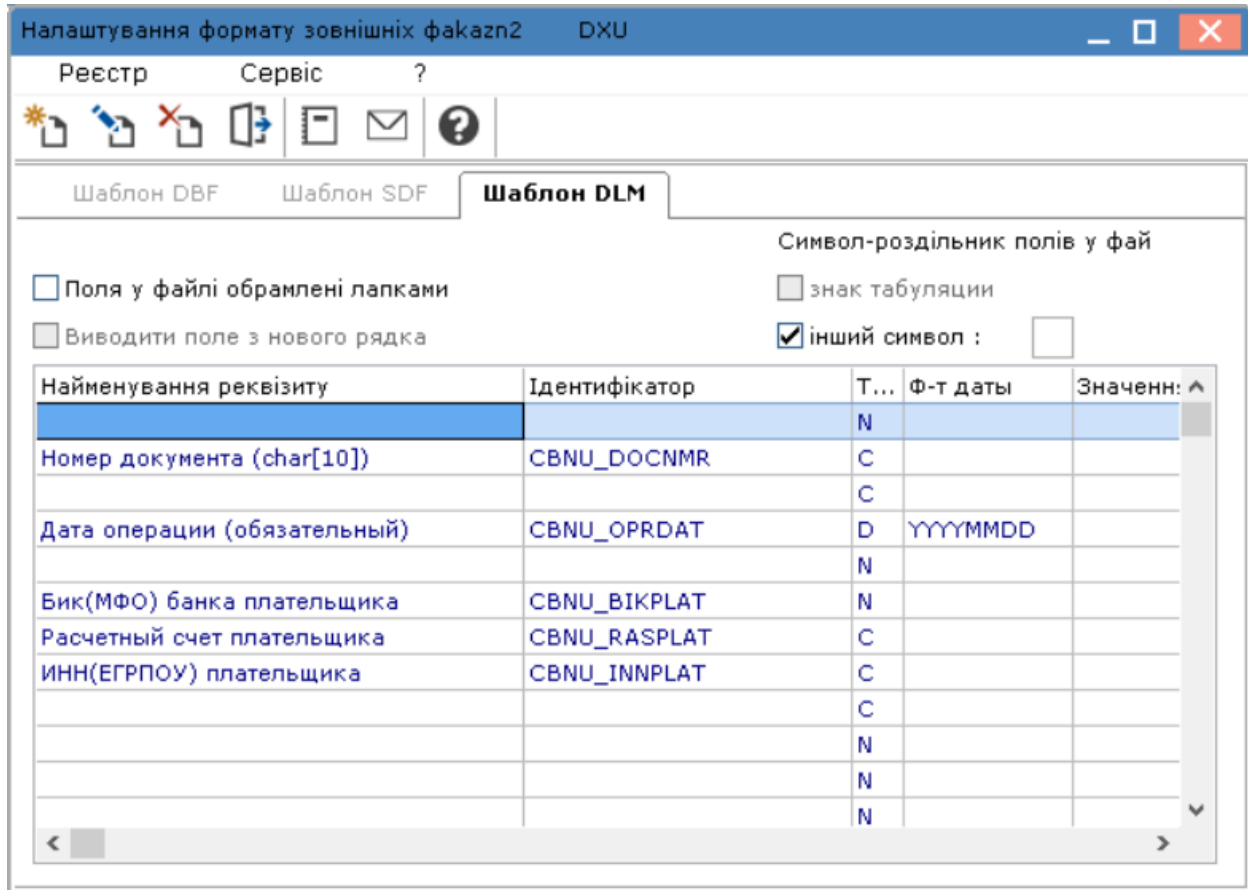 Налаштування формату зовнішніх фakazn2 DXU
Реєстр Сервіс ?
Шаблон DBF Шаблон SDF Шаблон DLM
Символ-роздільник полів у фай
Поля у файлі обрамлені лапками знак табуляции
Виводити поле з нового рядка інший символ :
Найменування реквізиту Ідентифікатор Т... Ф-т даты Значення
N
Номер документа (char[10]) CBNU_DOCNMR C
C
Дата операции (обязательный) CBNU_OPRDAT D YYYYMMDD
N
Бик(МФО) банка плательщика CBNU_BIKPLAT N
Расчетный счет плательщика CBNU_RASPLAT C
ИНН(ЕГРПОУ) плательщика CBNU_INNPLAT C
C
N
N
N